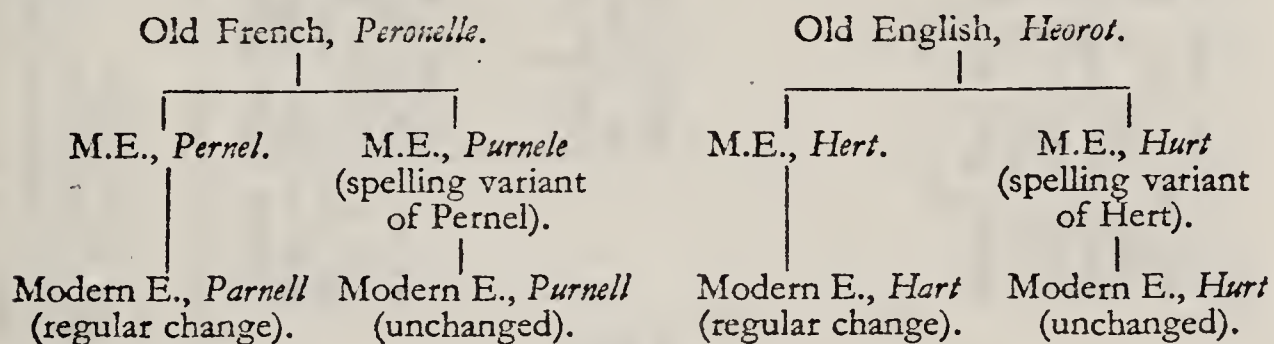 Old French, Peronelle.
M.E., Pernel. M.E., Purnele
(spelling variant
of Pernel).
Modern E., Parnell Modern E., Purnell
(regular change). (unchanged).
Old English, Heorot.
M.E., Hert. M.E., Hurt
(spelling variant
of Hert).
Modern E., Hart Modern E., Hurt
(regular change). (unchanged).